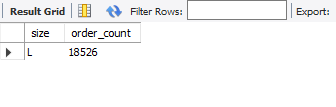 Result Grid Filter Rows: Export:
size order_count
L 18526